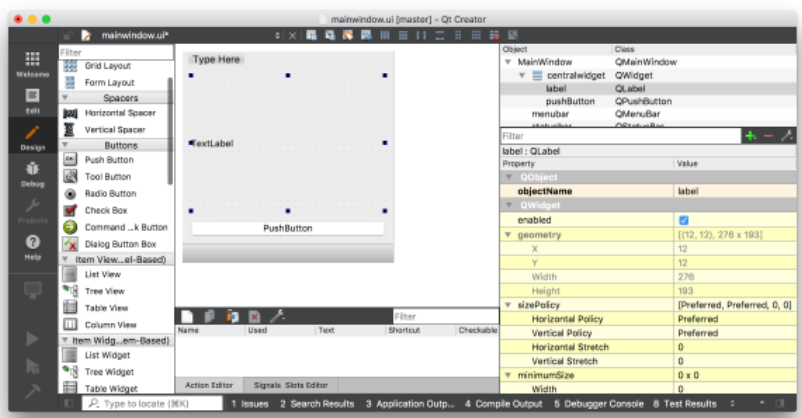 mainwindow.ui [master] - Qt Creator
mainwindow.ui*
Welcome
Edit
Design
Debug
Projects
Help
Filter
Grid Layout
Form Layout
Spacers
Horizontal Spacer
Vertical Spacer
Buttons
Push Button
Tool Button
Radio Button
Check Box
Command ...k Button
Dialog Button Box
Item View...el-Based)
List View
Tree View
Table View
Column View
Item Widg...em-Based)
List Widget
Tree Widget
Table Widget
Type Here
TextLabel
PushButton
Filter
Name Used Text Shortcut Checkable
Action Editor Signals Slots Editor
Object Class
MainWindow QMainWindow
centralwidget QWidget
label QLabel
pushButton QPushButton
menubar QMenuBar
statusbar QStatusBar
Filter
label : QLabel
Property Value
QObject
objectName label
QWidget
enabled
geometry [(12, 12), 276 x 193]
X 12
Y 12
Width 276
Height 193
sizePolicy [Preferred, Preferred, 0, 0]
Horizontal Policy Preferred
Vertical Policy Preferred
Horizontal Stretch 0
Vertical Stretch 0
minimumSize 0 x 0
Width 0
Type to locate (⌘K) 1 Issues 2 Search Results 3 Application Outp... 4 Compile Output 5 Debugger Console 8 Test Results